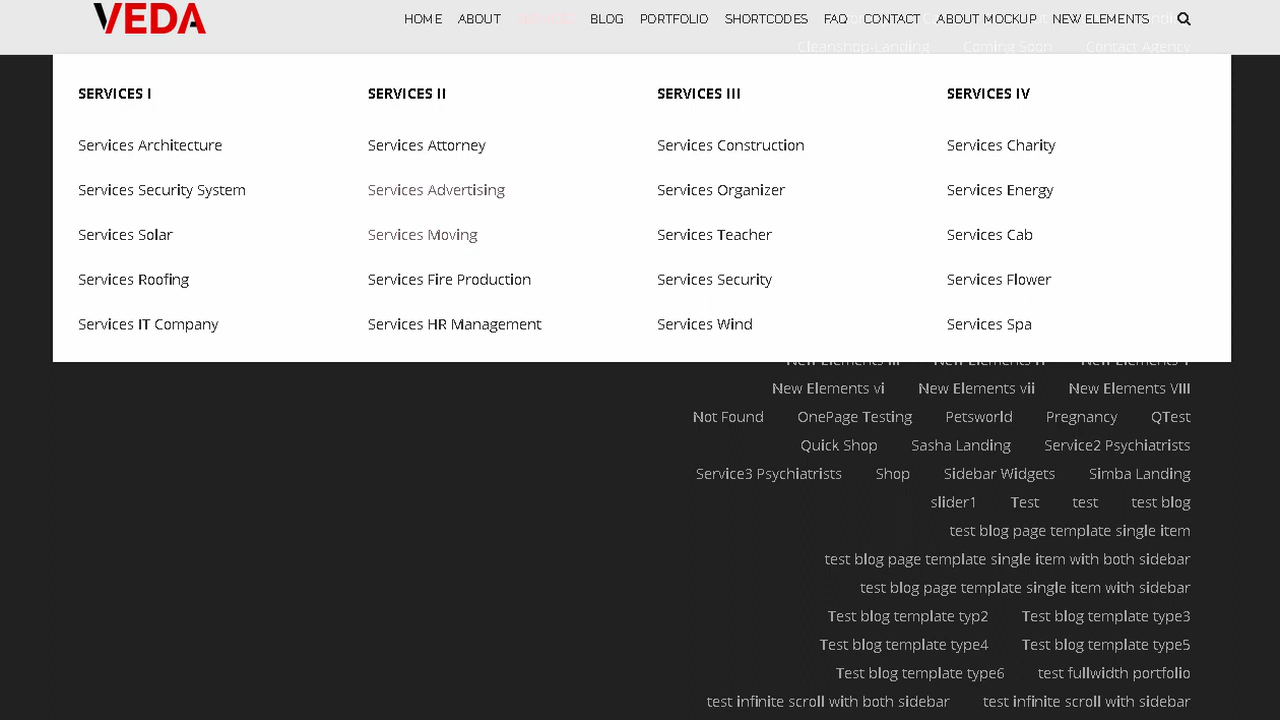 VEDA
HOME ABOUT SERVICES BLOG PORTFOLIO SHORTCODES FAQ CONTACT ABOUT MOCKUP NEW ELEMENTS
Cleanshop-Landing Coming Soon Contact Agency
SERVICES I SERVICES II SERVICES III SERVICES IV
Services Architecture Services Attorney Services Construction Services Charity
Services Security System Services Advertising Services Organizer Services Energy
Services Solar Services Moving Services Teacher Services Cab
Services Roofing Services Fire Production Services Security Services Flower
Services IT Company Services HR Management Services Wind Services Spa
New Elements vi New Elements vii New Elements VIII
Not Found OnePage Testing Petsworld Pregnancy QTest
Quick Shop Sasha Landing Service2 Psychiatrists
Service3 Psychiatrists Shop Sidebar Widgets Simba Landing
slider1 Test test test blog
test blog page template single item
test blog page template single item with both sidebar
test blog page template single item with sidebar
Test blog template typ2 Test blog template type3
Test blog template type4 Test blog template type5
Test blog template type6 test fullwidth portfolio
test infinite scroll with both sidebar test infinite scroll with sidebar